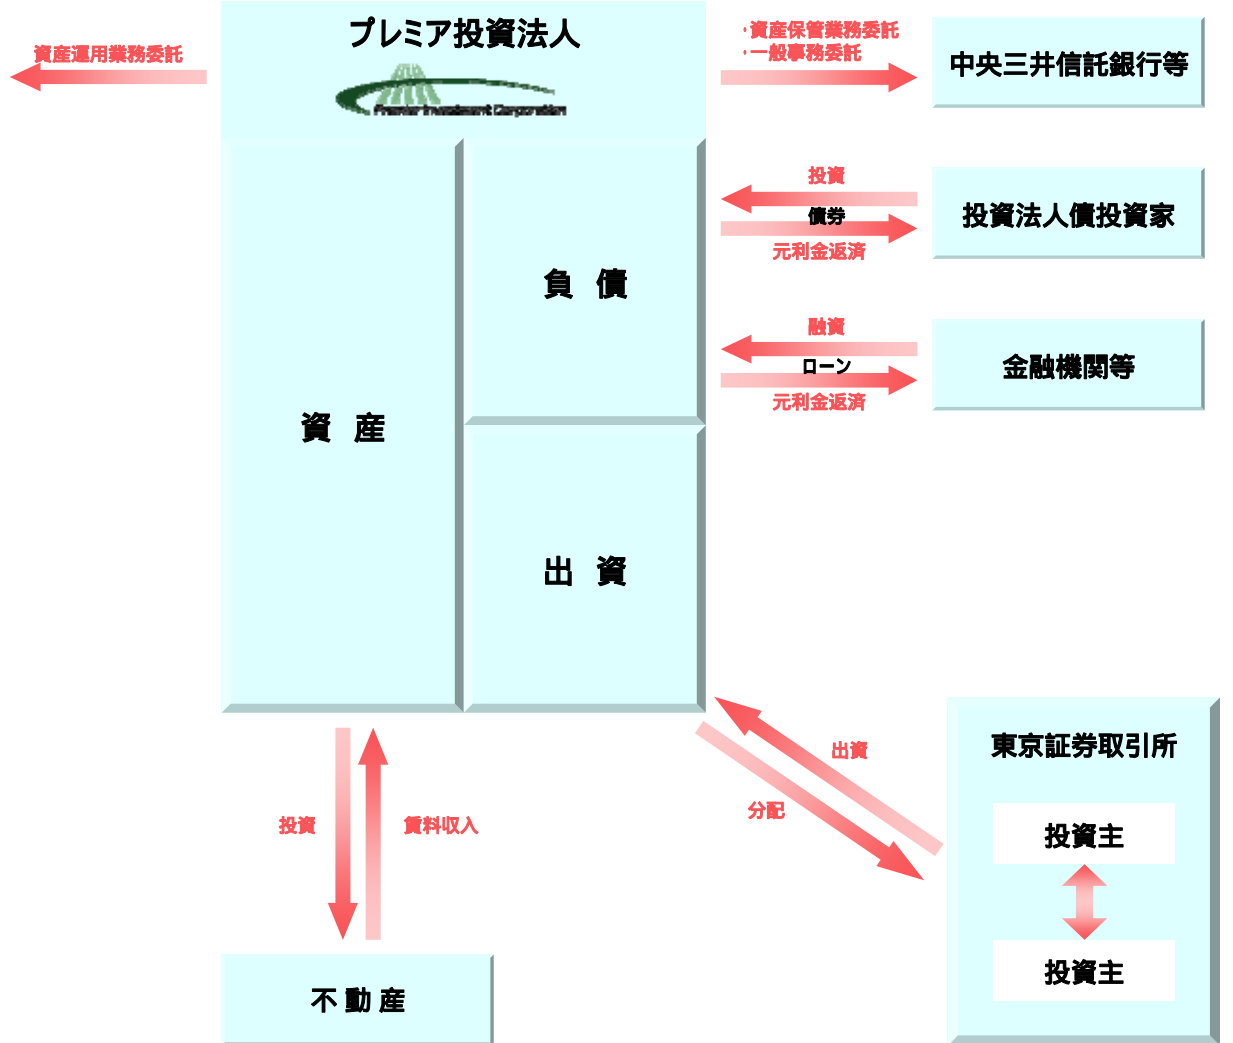 プレミア投資法人
Premier Investment Corporation
資産運用業務委託
・資産保管業務委託
・一般事務委託
中央三井信託銀行等
投資
債券
元利金返済
投資法人債投資家
負 債
融資
ローン
元利金返済
金融機関等
資 産
出 資
東京証券取引所
出資
分配
投資主
投資主
投資
賃料収入
不 動 産